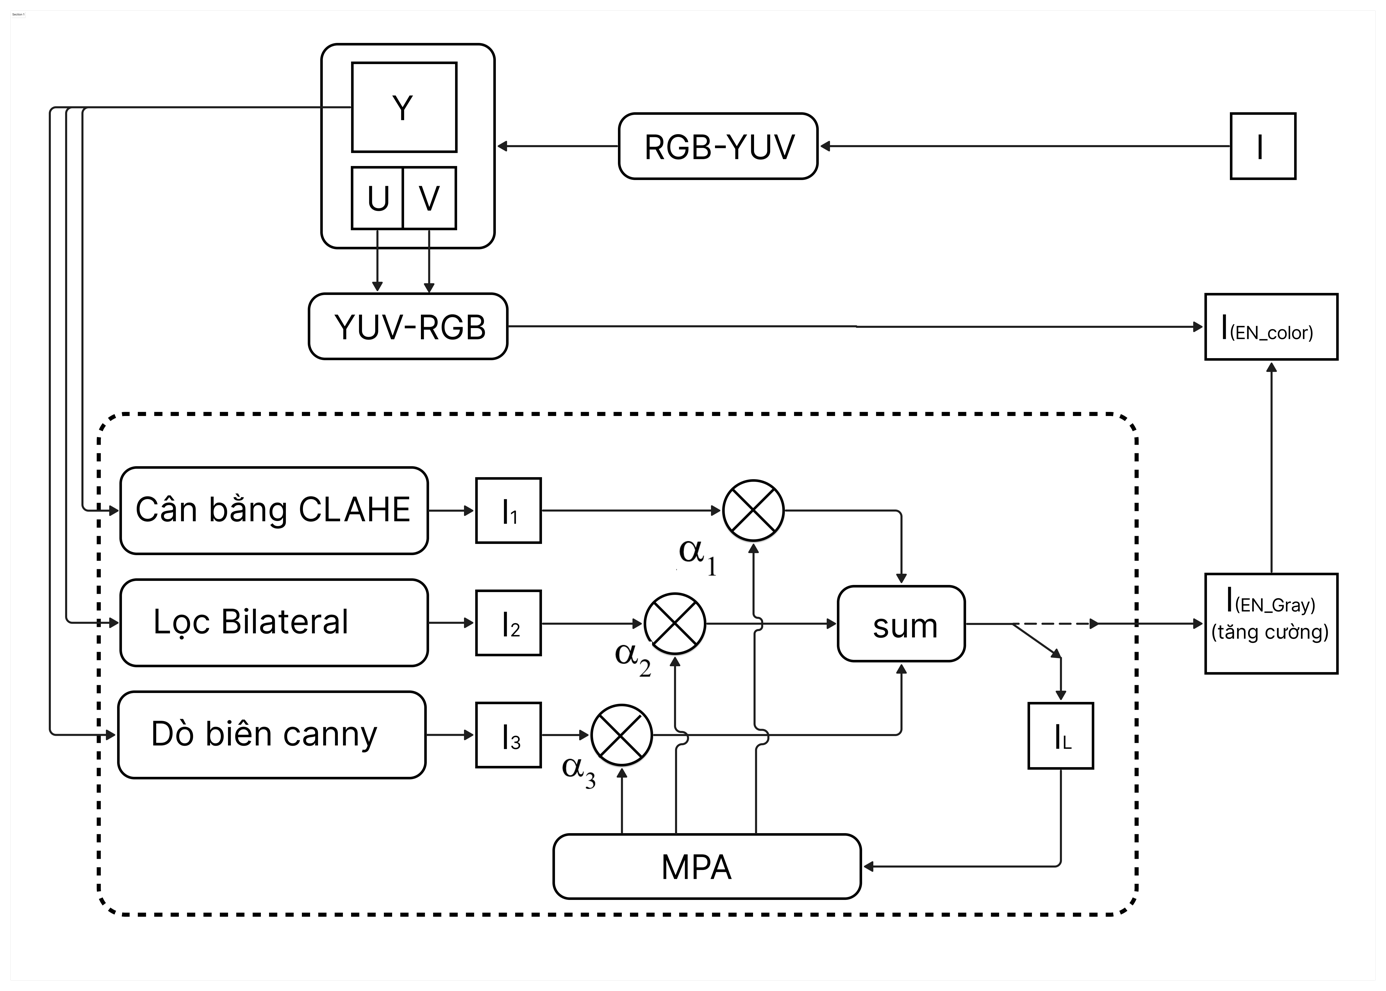 Y
RGB-YUV
I
U V
YUV-RGB
I(EN_color)
Cân bằng CLAHE
I1
α1
Lọc Bilateral
I2
α2
sum
I(EN_Gray)
(tăng cường)
Dò biên canny
I3
α3
IL
MPA